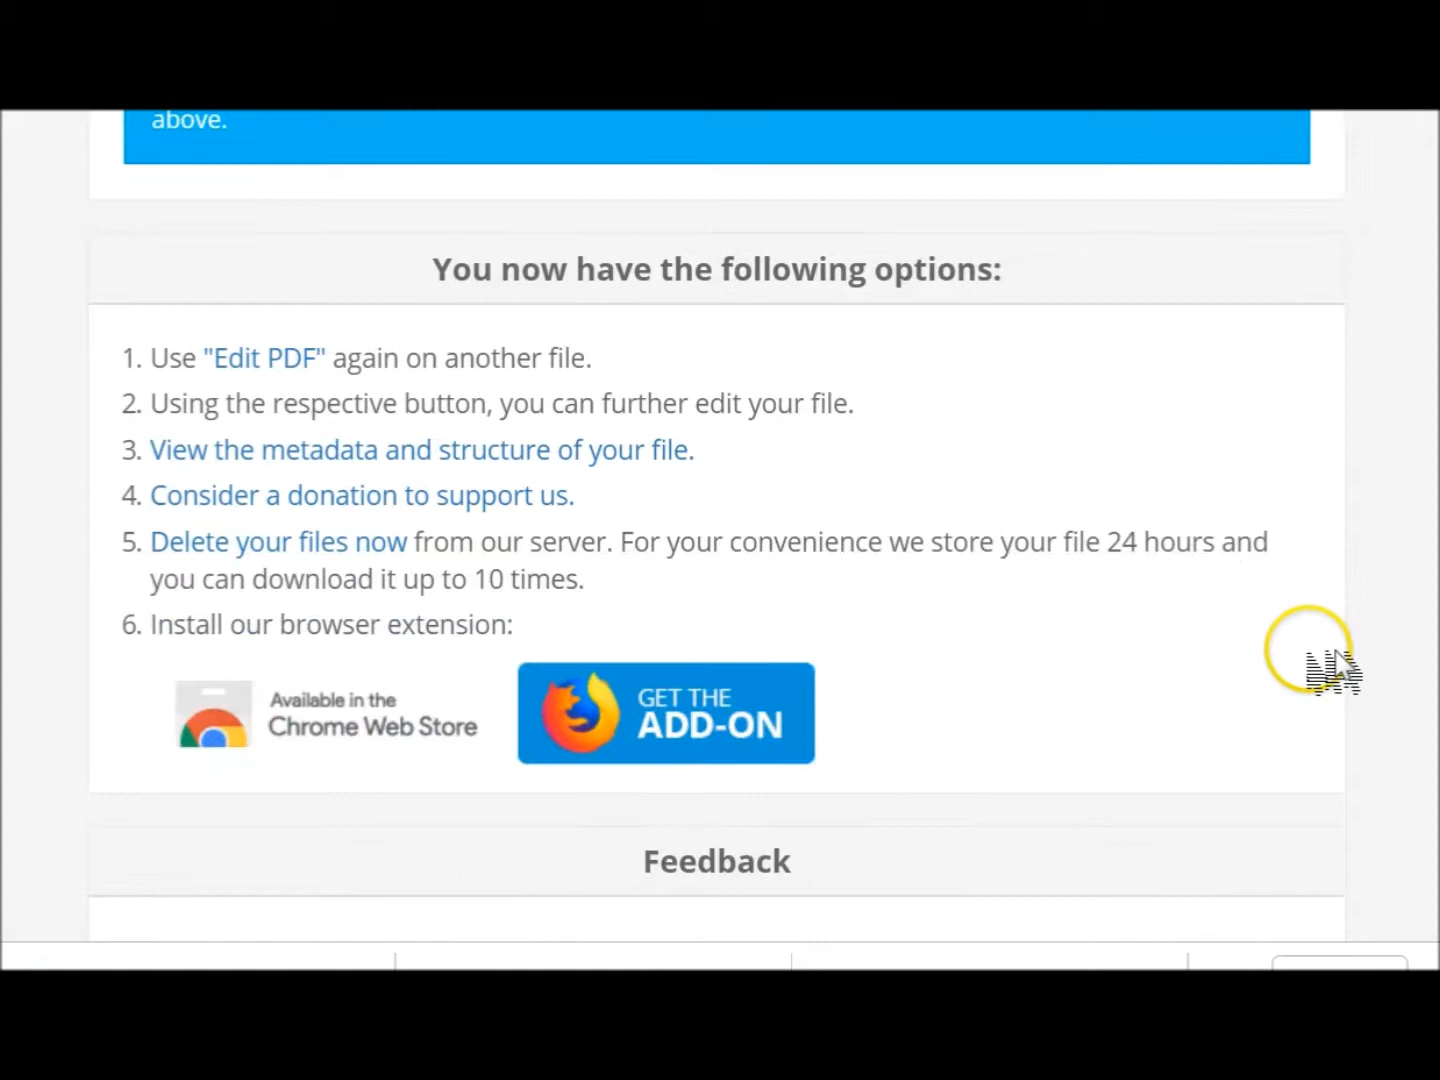 above.
You now have the following options:
1. Use "Edit PDF" again on another file.
2. Using the respective button, you can further edit your file.
3. View the metadata and structure of your file.
4. Consider a donation to support us.
5. Delete your files now from our server. For your convenience we store your file 24 hours and
you can download it up to 10 times.
6. Install our browser extension:
Available in the
Chrome Web Store
GET THE
ADD-ON
Feedback